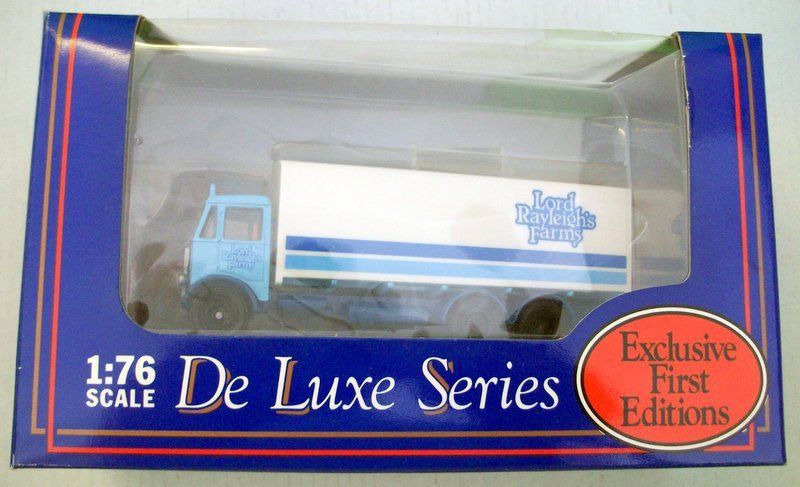 Lord
Rayleigh's
Farms
Lord
Rayleigh's
Farms
1:76
SCALE
De Luxe Series
Exclusive
First
Editions